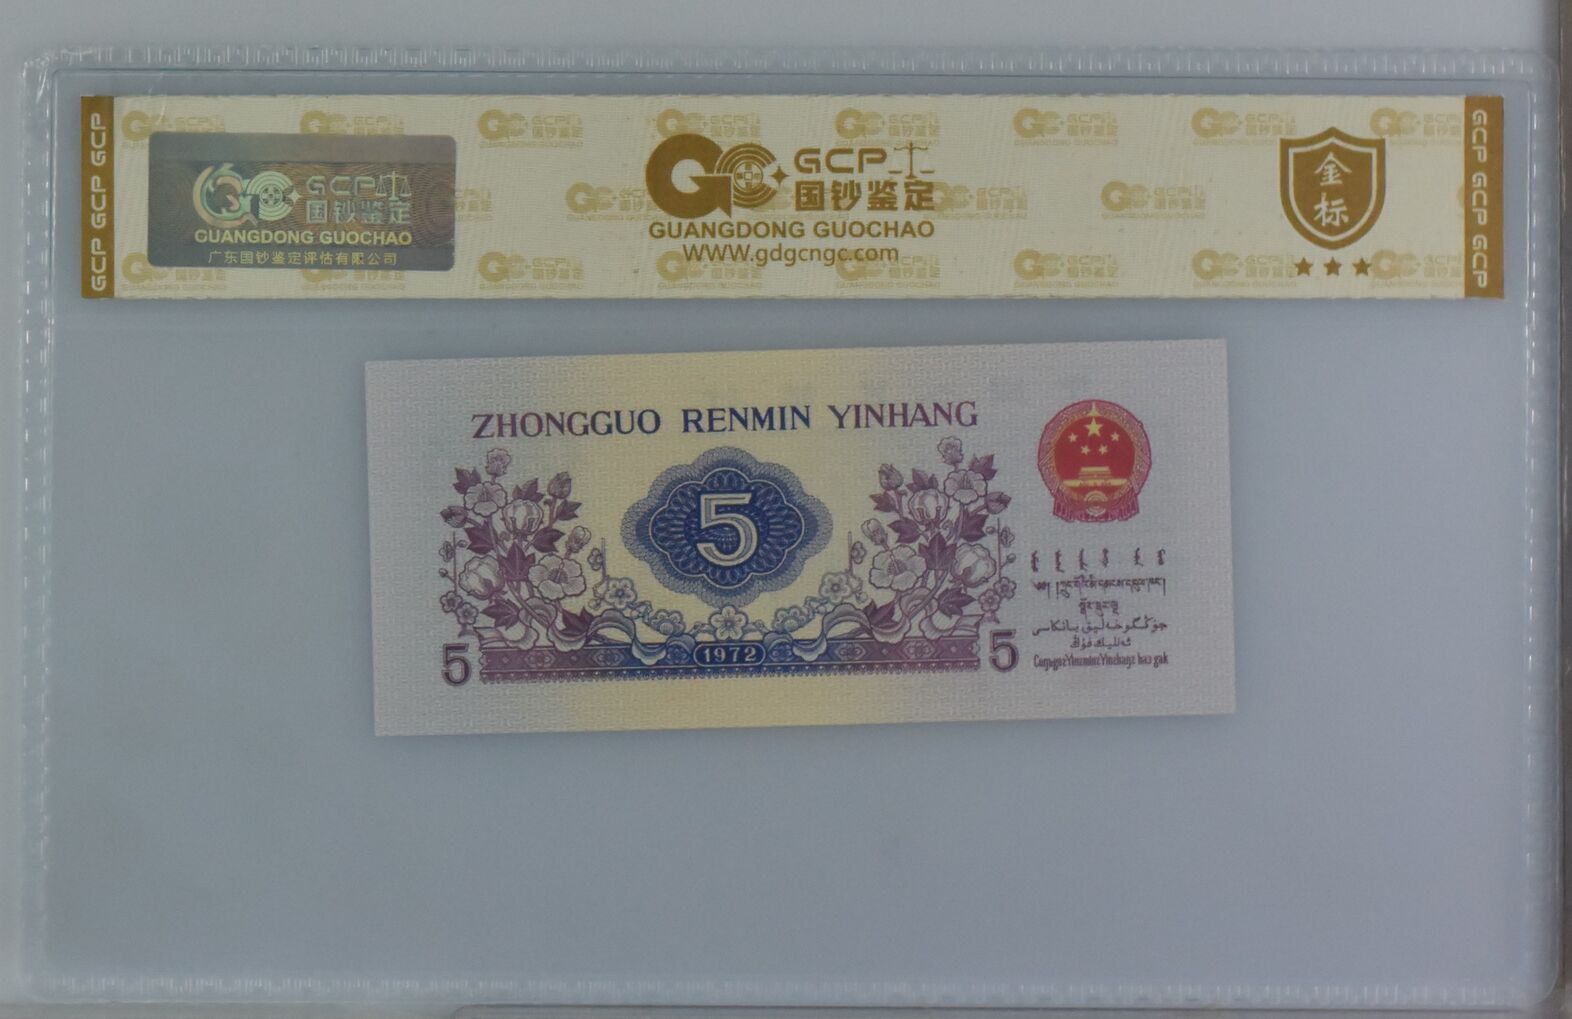 GCP GCP
GCP
国钞鉴定
GUANGDONG GUOCHAO
广东国钞鉴定评估有限公司
GCP
国钞鉴定
GUANGDONG GUOCHAO
WWW.gdgcngc.com
金
标
GCP GCP
ZHONGGUO RENMIN YINHANG
5
5
1972
5
جۇڭگوخەلىق بانكاسى